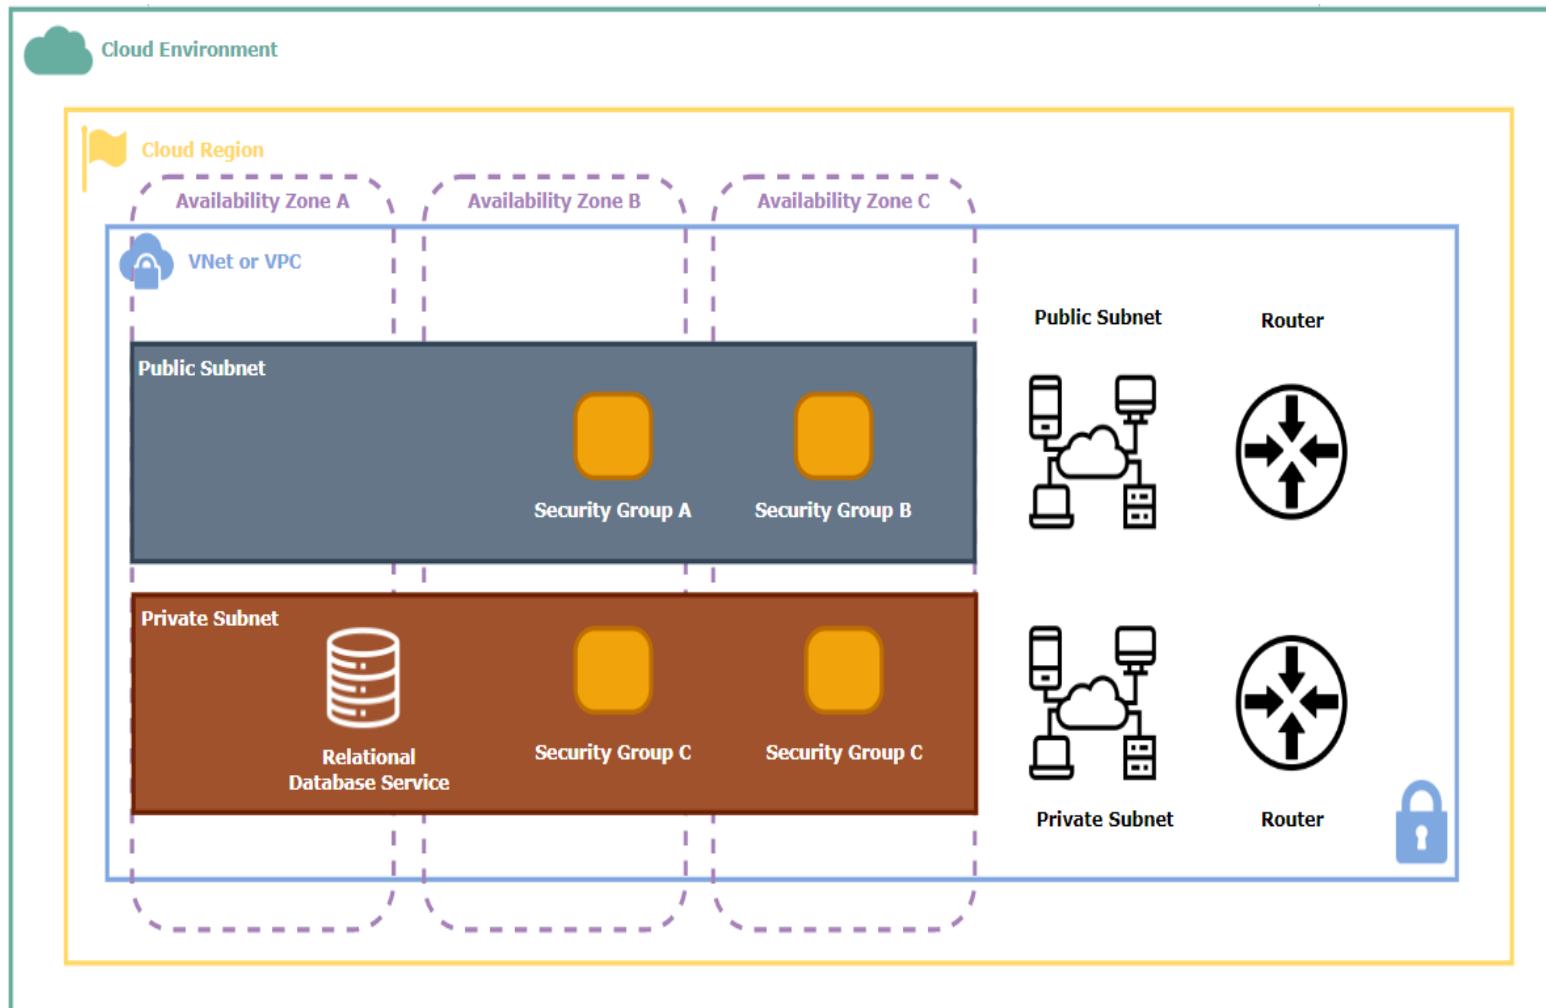 Cloud Environment
Cloud Region
Availability Zone A
Availability Zone B
Availability Zone C
VNet or VPC
Public Subnet
Router
Public Subnet
Security Group A
Security Group B
Private Subnet
Relational
Database Service
Security Group C
Security Group C
Private Subnet
Router